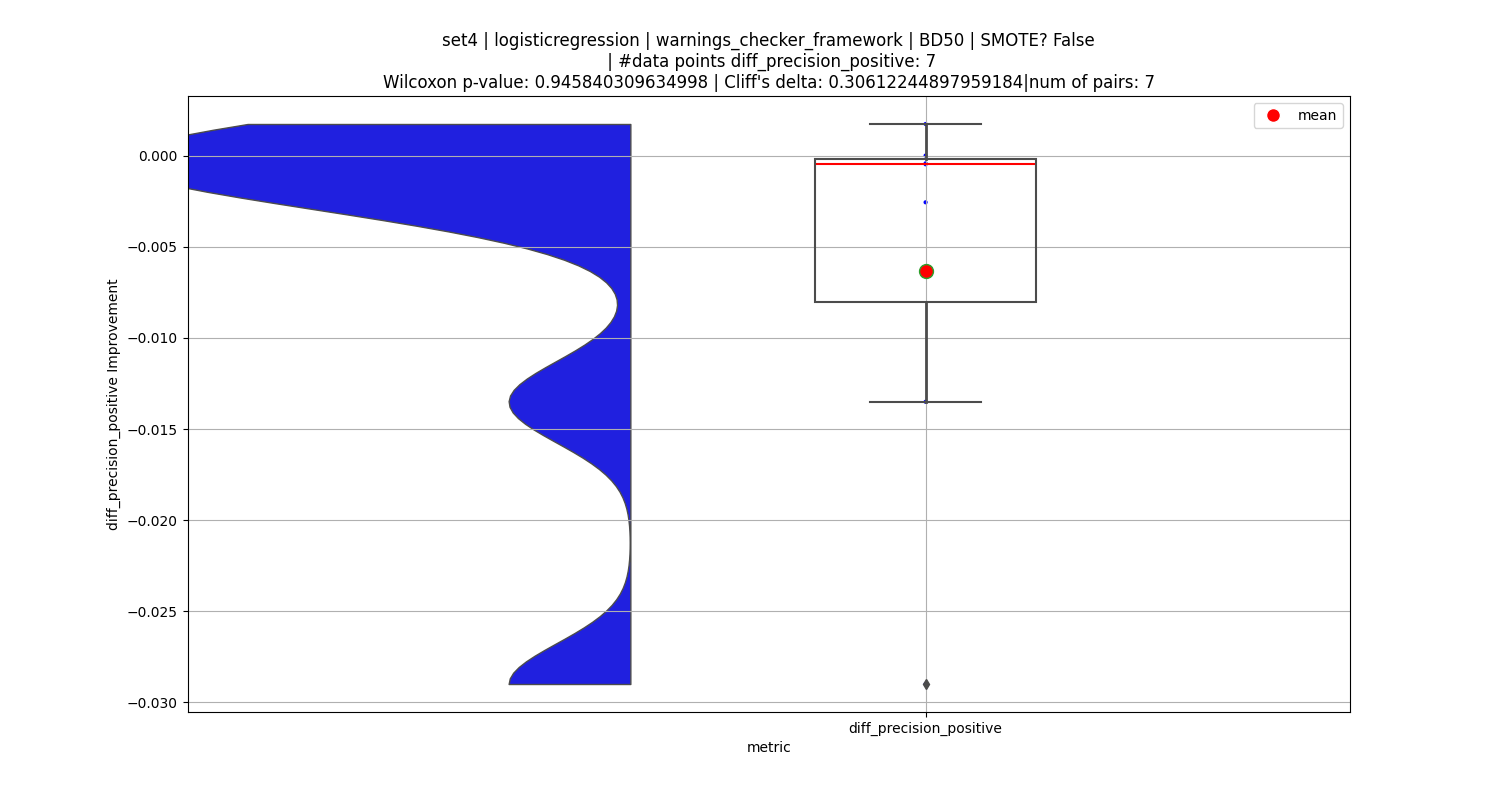 set4 | logisticregression | warnings_checker_framework | BD50 | SMOTE? False
| #data points diff_precision_positive: 7
Wilcoxon p-value: 0.945840309634998 | Cliff's delta: 0.30612244897959184|num of pairs: 7
mean
0.000
−0.005
−0.010
−0.015
−0.020
−0.025
−0.030
diff_precision_positive Improvement
diff_precision_positive
metric